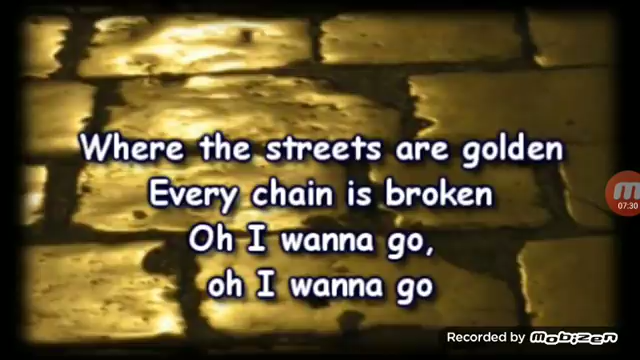 Where the streets are golden
Every chain is broken
Oh I wanna go,
oh I wanna go
07:30
Recorded by Mobizen